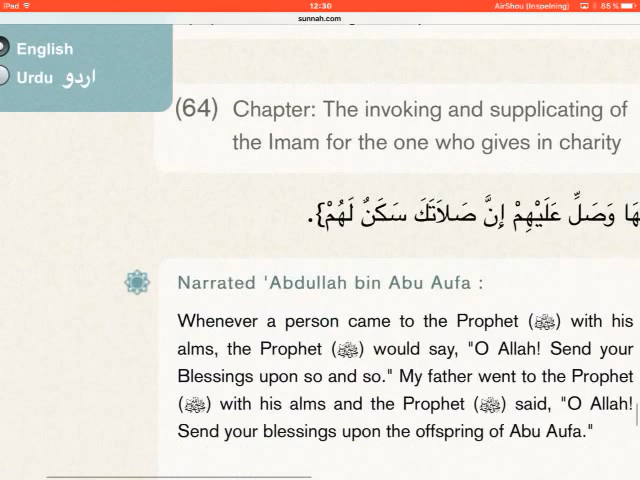 iPad 12:30 AirShou (Inspelning) 85 %
sunnah.com
English
Urdu اردو
(64) Chapter: The invoking and supplicating of
the Imam for the one who gives in charity
وَصَلِّ عَلَيْهِمْ إِنَّ صَلاَتَكَ سَكَنٌ لَهُمْ}.
Narrated 'Abdullah bin Abu Aufa :
Whenever a person came to the Prophet (ﷺ) with his
alms, the Prophet (ﷺ) would say, "O Allah! Send your
Blessings upon so and so." My father went to the Prophet
(ﷺ) with his alms and the Prophet (ﷺ) said, "O Allah!
Send your blessings upon the offspring of Abu Aufa."